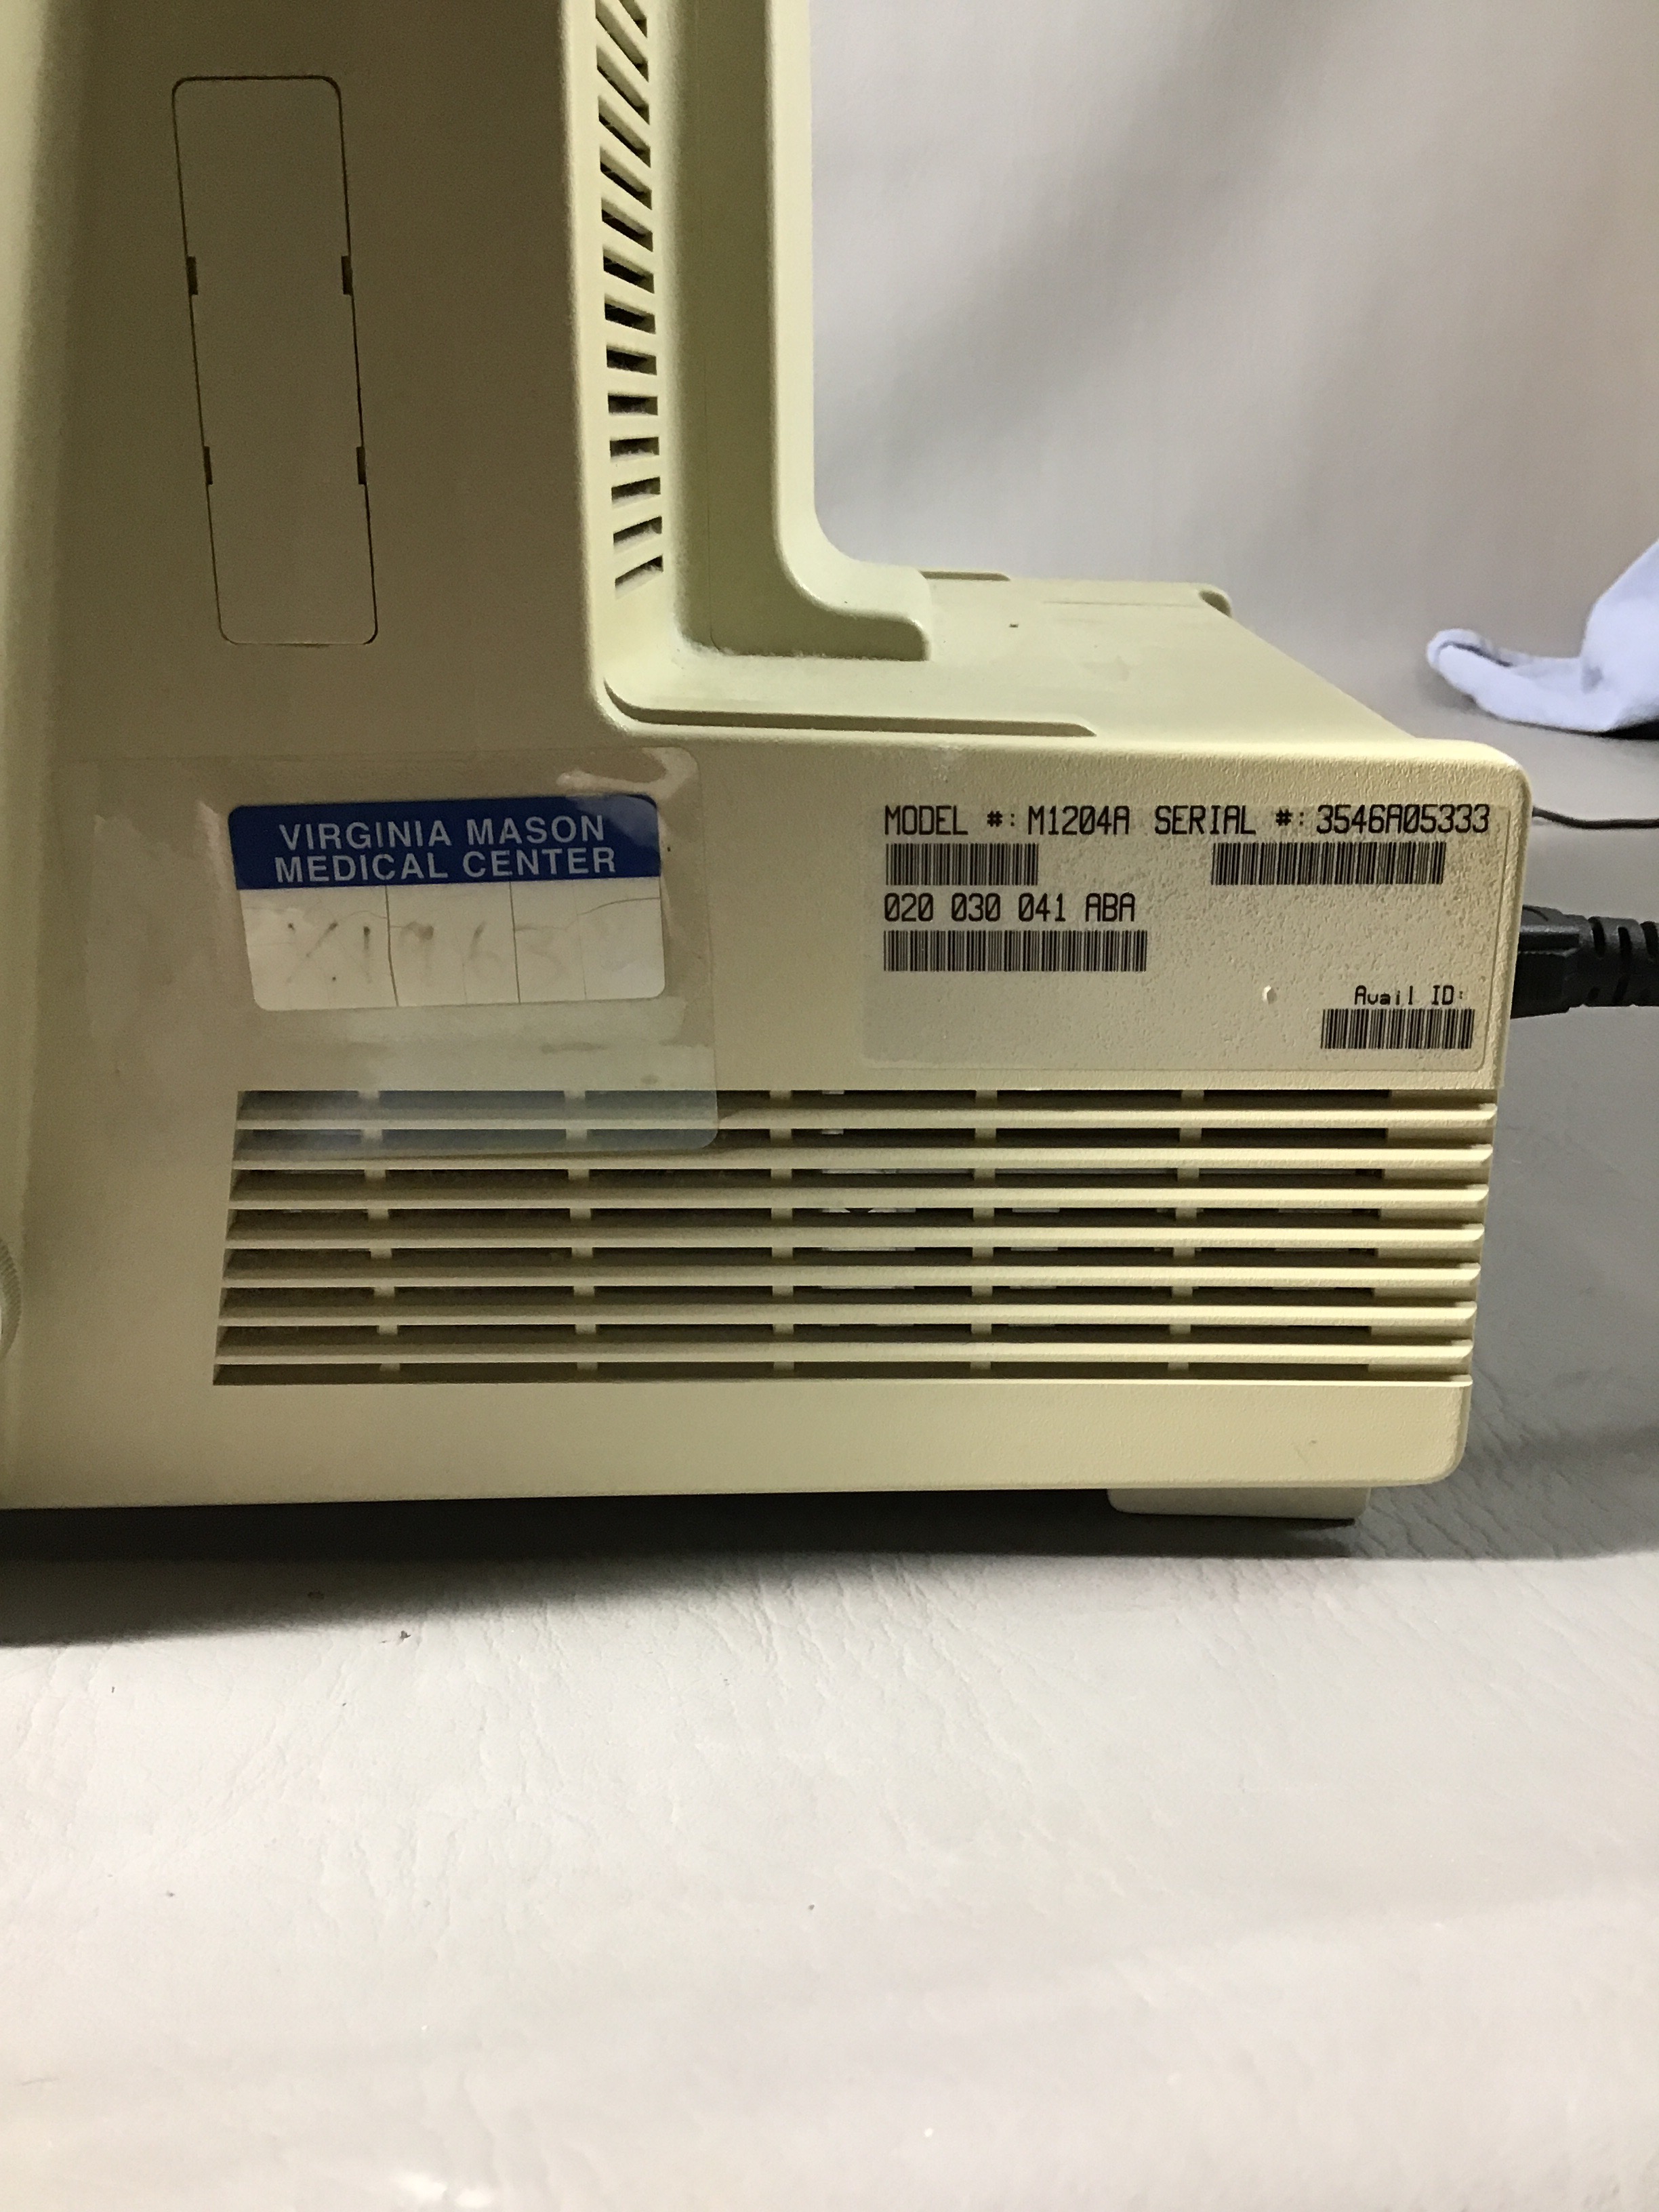 VIRGINIA MASON
MEDICAL CENTER
MODEL #: M1204A SERIAL #: 3546A05333
020 030 041 ABA
Avail ID: